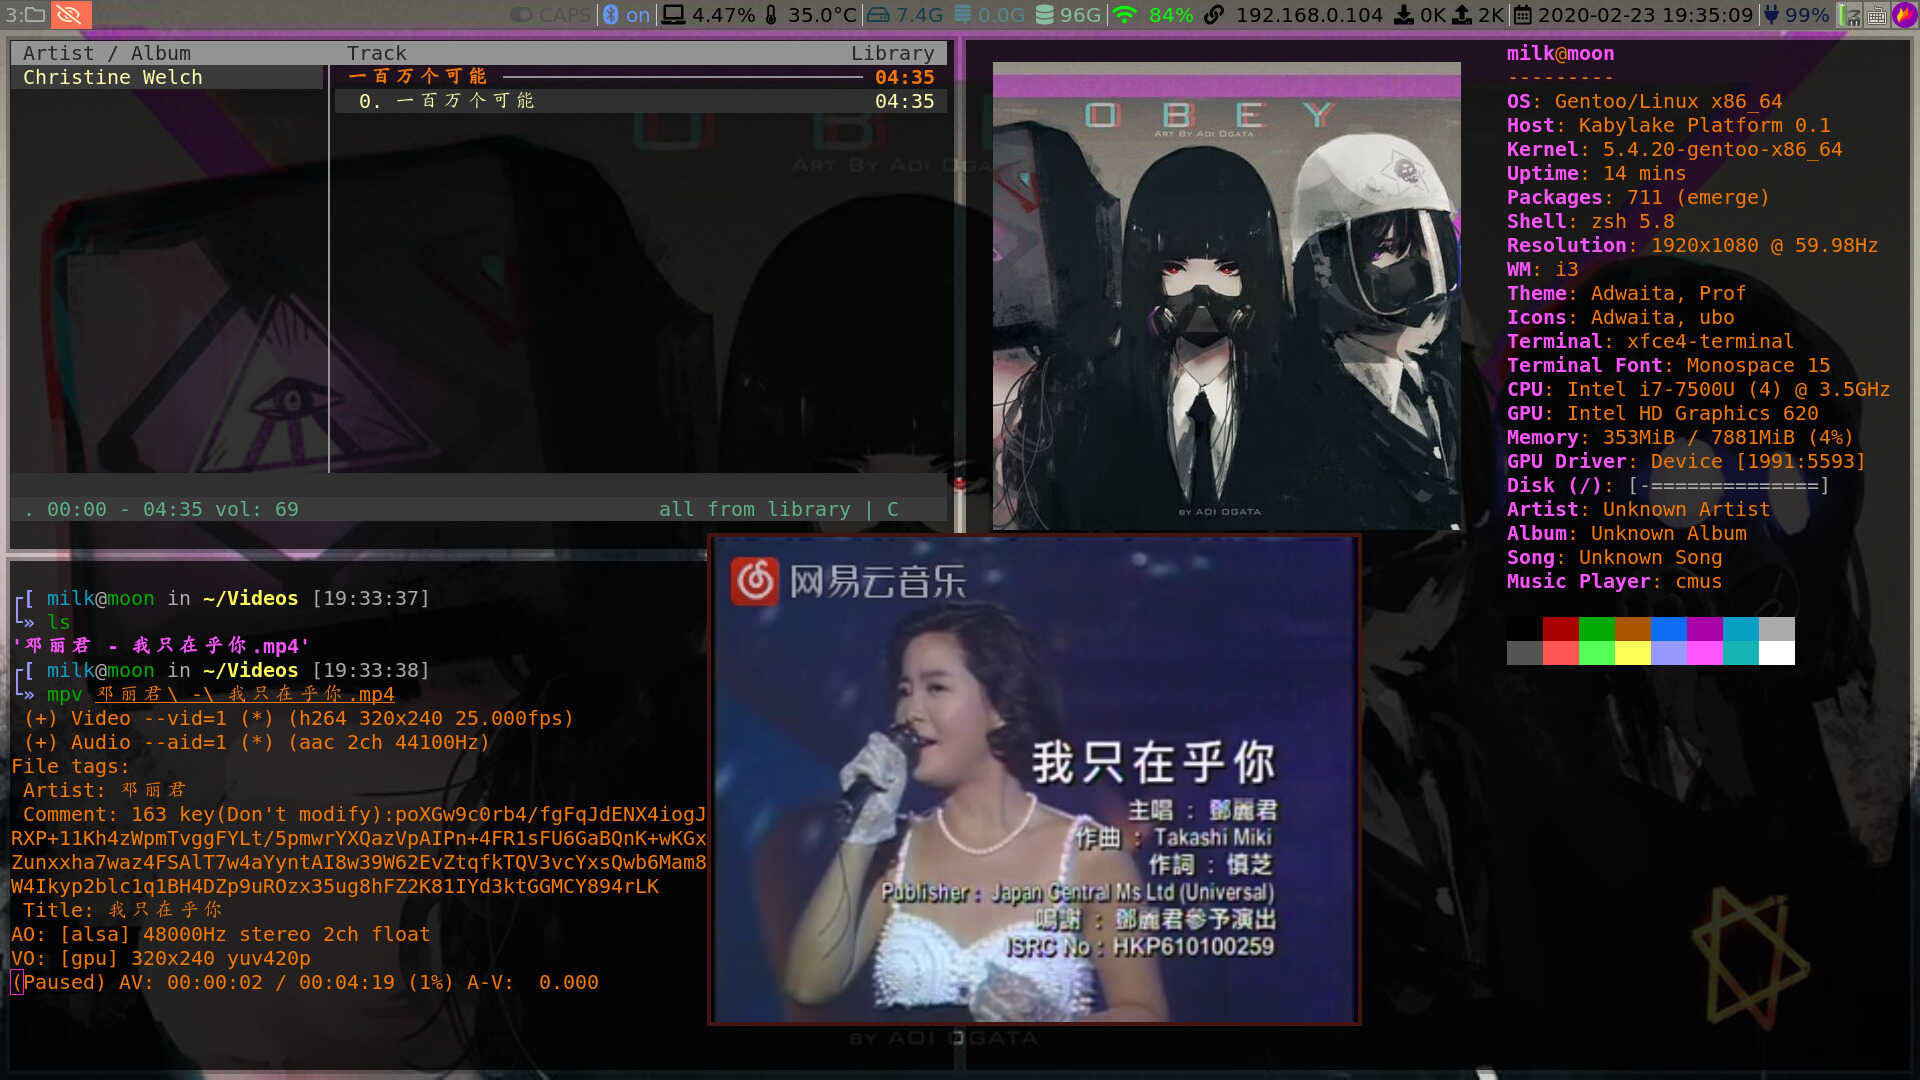 3: CAPS on 4.47% 35.0°C 7.4G 0.0G 96G 84% 192.168.0.104 0K 2K 2020-02-23 19:35:09 99%
Artist / Album Track Library
Christine Welch 一百万个可能 04:35
0. 一百万个可能 04:35
. 00:00 - 04:35 vol: 69 all from library | C
OBEY
ART BY AOI OGATA
BY AOI OGATA
milk@moon
---------
OS: Gentoo/Linux x86_64
Host: Kabylake Platform 0.1
Kernel: 5.4.20-gentoo-x86_64
Uptime: 14 mins
Packages: 711 (emerge)
Shell: zsh 5.8
Resolution: 1920x1080 @ 59.98Hz
WM: i3
Theme: Adwaita, Prof
Icons: Adwaita, ubo
Terminal: xfce4-terminal
Terminal Font: Monospace 15
CPU: Intel i7-7500U (4) @ 3.5GHz
GPU: Intel HD Graphics 620
Memory: 353MiB / 7881MiB (4%)
GPU Driver: Device [1991:5593]
Disk (/): [-==============]
Artist: Unknown Artist
Album: Unknown Album
Song: Unknown Song
Music Player: cmus
┌[ milk@moon in ~/Videos [19:33:37]
└» ls
'邓丽君 - 我只在乎你.mp4'
┌[ milk@moon in ~/Videos [19:33:38]
└» mpv 邓丽君\ -\ 我只在乎你.mp4
(+) Video --vid=1 (*) (h264 320x240 25.000fps)
(+) Audio --aid=1 (*) (aac 2ch 44100Hz)
File tags:
Artist: 邓丽君
Comment: 163 key(Don't modify):poXGw9c0rb4/fgFqJdENX4iogJ
RXP+11Kh4zWpmTvggFYLt/5pmwrYXQazVpAIPn+4FR1sFU6GaBQnK+wKGx
Zunxxha7waz4FSAlT7w4aYyntAI8w39W62EvZtqfkTQV3vcYxsQwb6Mam8
W4Ikyp2blc1q1BH4DZp9uROzx35ug8hFZ2K81IYd3ktGGMCY894rLK
Title: 我只在乎你
AO: [alsa] 48000Hz stereo 2ch float
VO: [gpu] 320x240 yuv420p
(Paused) AV: 00:00:02 / 00:04:19 (1%) A-V: 0.000
网易云音乐
我只在乎你
主唱 : 鄧麗君
作曲 : Takashi Miki
作詞 : 慎芝
Publisher : Japan Central Ms Ltd (Universal)
鳴謝 : 鄧麗君參予演出
ISRC No : HKP610100259
BY AOI OGATA